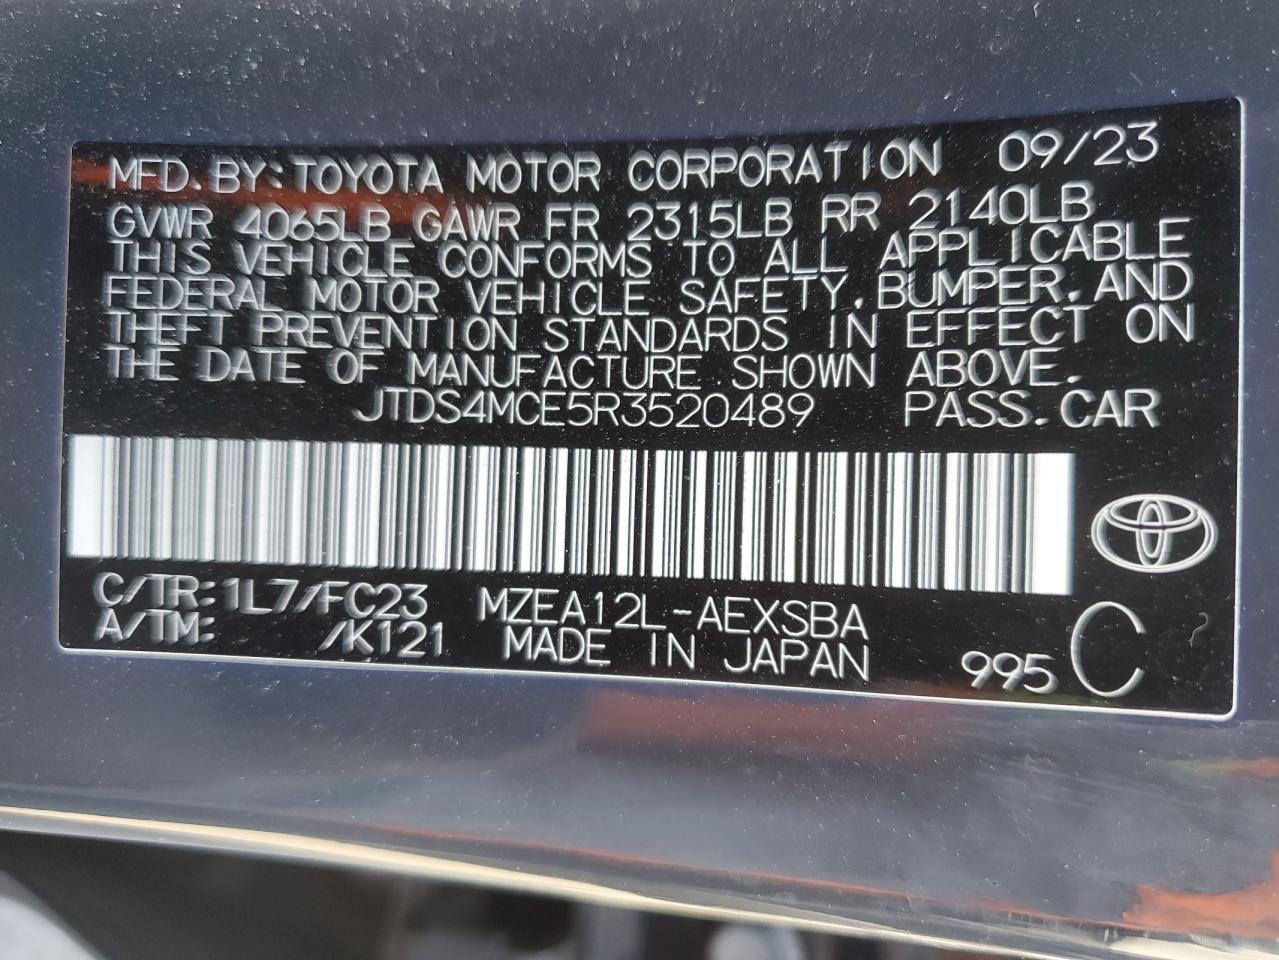 MFD. BY: TOYOTA MOTOR CORPORATION 09/23
GVWR 4065LB GAWR FR 2315LB RR 2140LB
THIS VEHICLE CONFORMS TO ALL APPLICABLE
FEDERAL MOTOR VEHICLE SAFETY, BUMPER, AND
THEFT PREVENTION STANDARDS IN EFFECT ON
THE DATE OF MANUFACTURE SHOWN ABOVE.
JTDS4MCE5R3520489 PASS. CAR
C/TR: 1L7/FC23 MZEA12L-AEXSBA
A/TM: /K121 MADE IN JAPAN 995 C